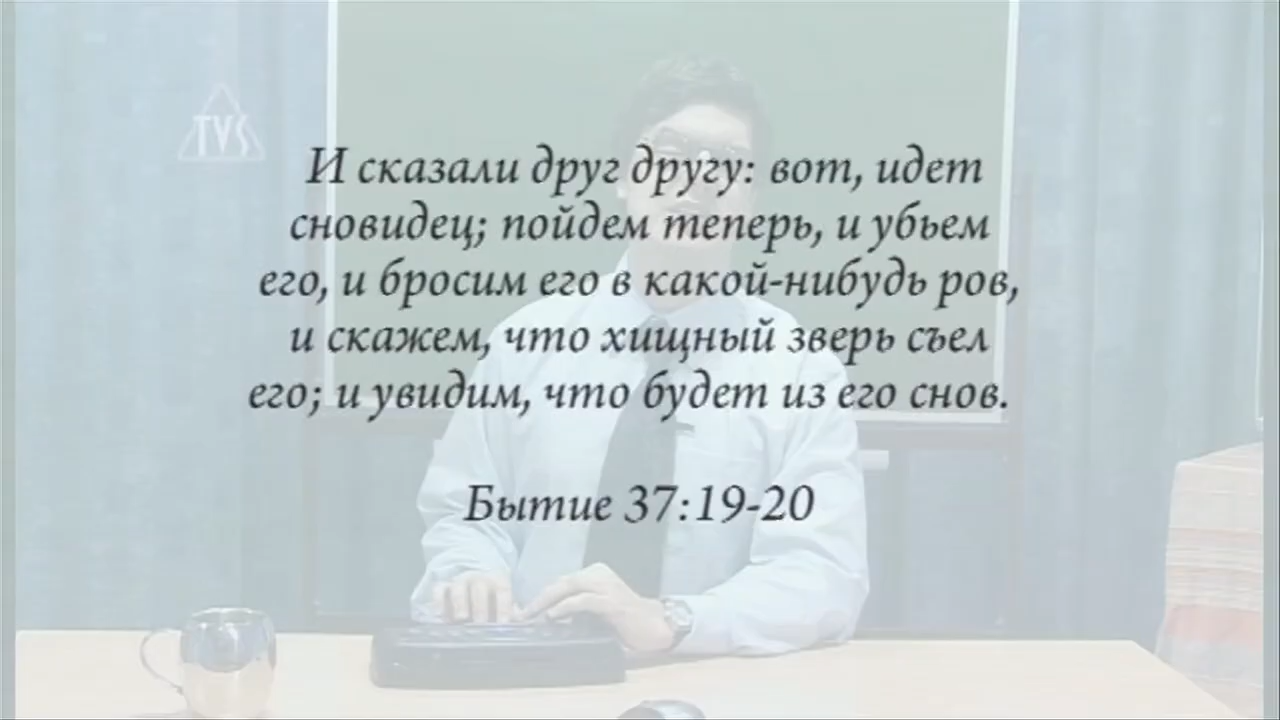 TVS
И сказали друг другу: вот, идет
сновидец; пойдем теперь, и убьем
его, и бросим его в какой-нибудь ров,
и скажем, что хищный зверь съел
его; и увидим, что будет из его снов.
Бытие 37:19-20